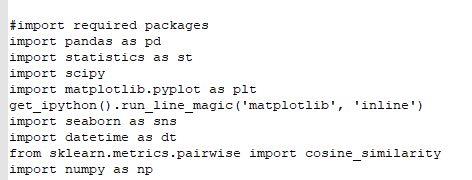 #import required packages
import pandas as pd
import statistics as st
import scipy
import matplotlib.pyplot as plt
get_ipython().run_line_magic('matplotlib', 'inline')
import seaborn as sns
import datetime as dt
from sklearn.metrics.pairwise import cosine_similarity
import numpy as np